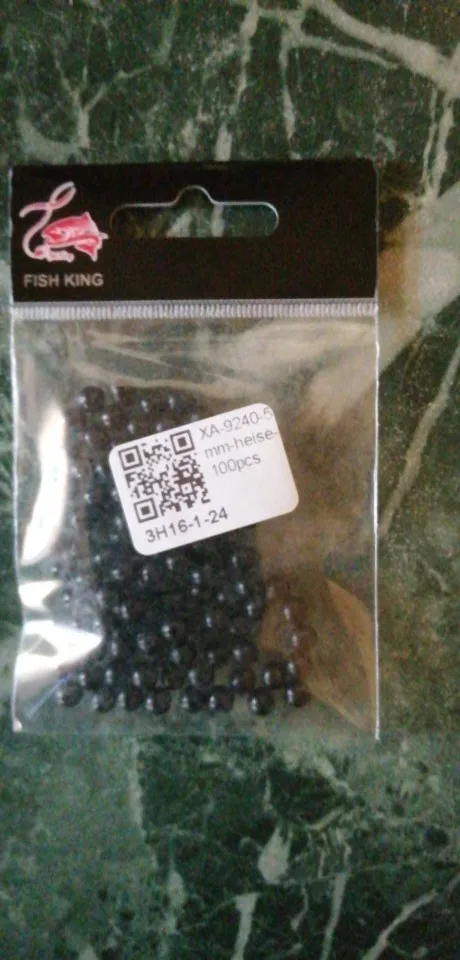 FISH KING
XA-9240-5
mm-heise-
100pcs
3H16-1-24